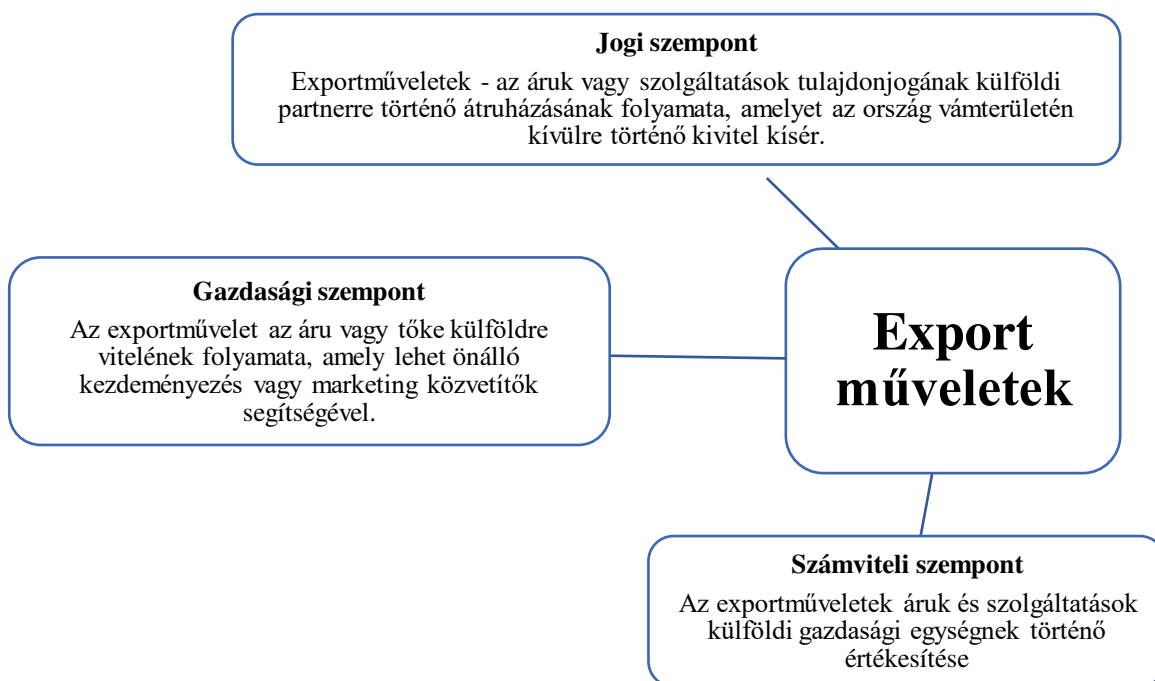 Jogi szempont
Exportműveletek - az áruk vagy szolgáltatások tulajdonjogának külföldi
partnerre történő átruházásának folyamata, amelyet az ország vámterületén
kívülre történő kivitel kísér.
Gazdasági szempont
Az exportművelet az áru vagy tőke külföldre
vitelének folyamata, amely lehet önálló
kezdeményezés vagy marketing közvetítők
segítségével.
Export
műveletek
Számviteli szempont
Az exportműveletek áruk és szolgáltatások
külföldi gazdasági egységnek történő
értékesítése